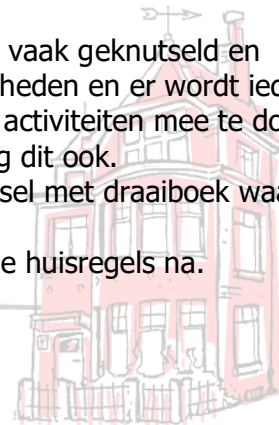 vaak geknutseld en
heden en er wordt ied
activiteiten mee te do
g dit ook.
sel met draaiboek waa
e huisregels na.